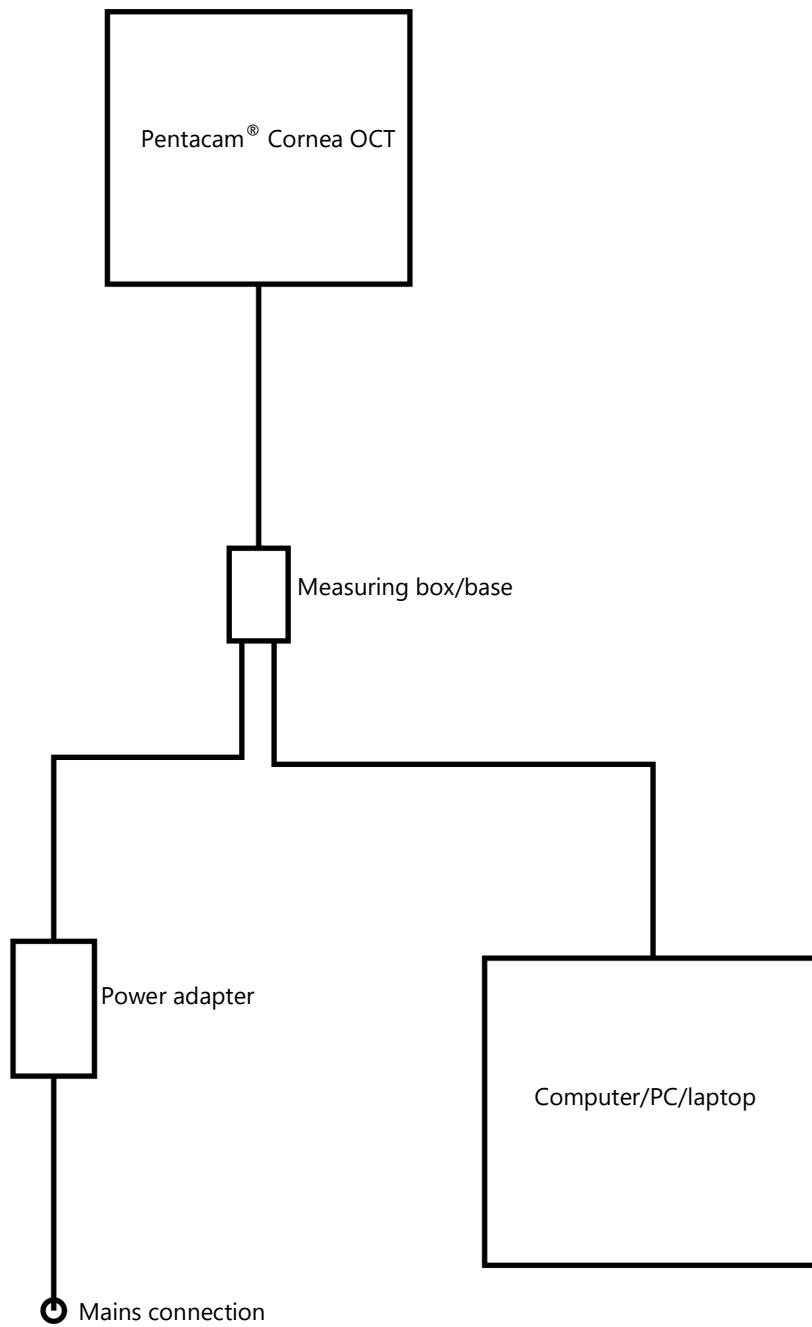 Pentacam® Cornea OCT
Measuring box/base
Power adapter
Computer/PC/laptop
Mains connection